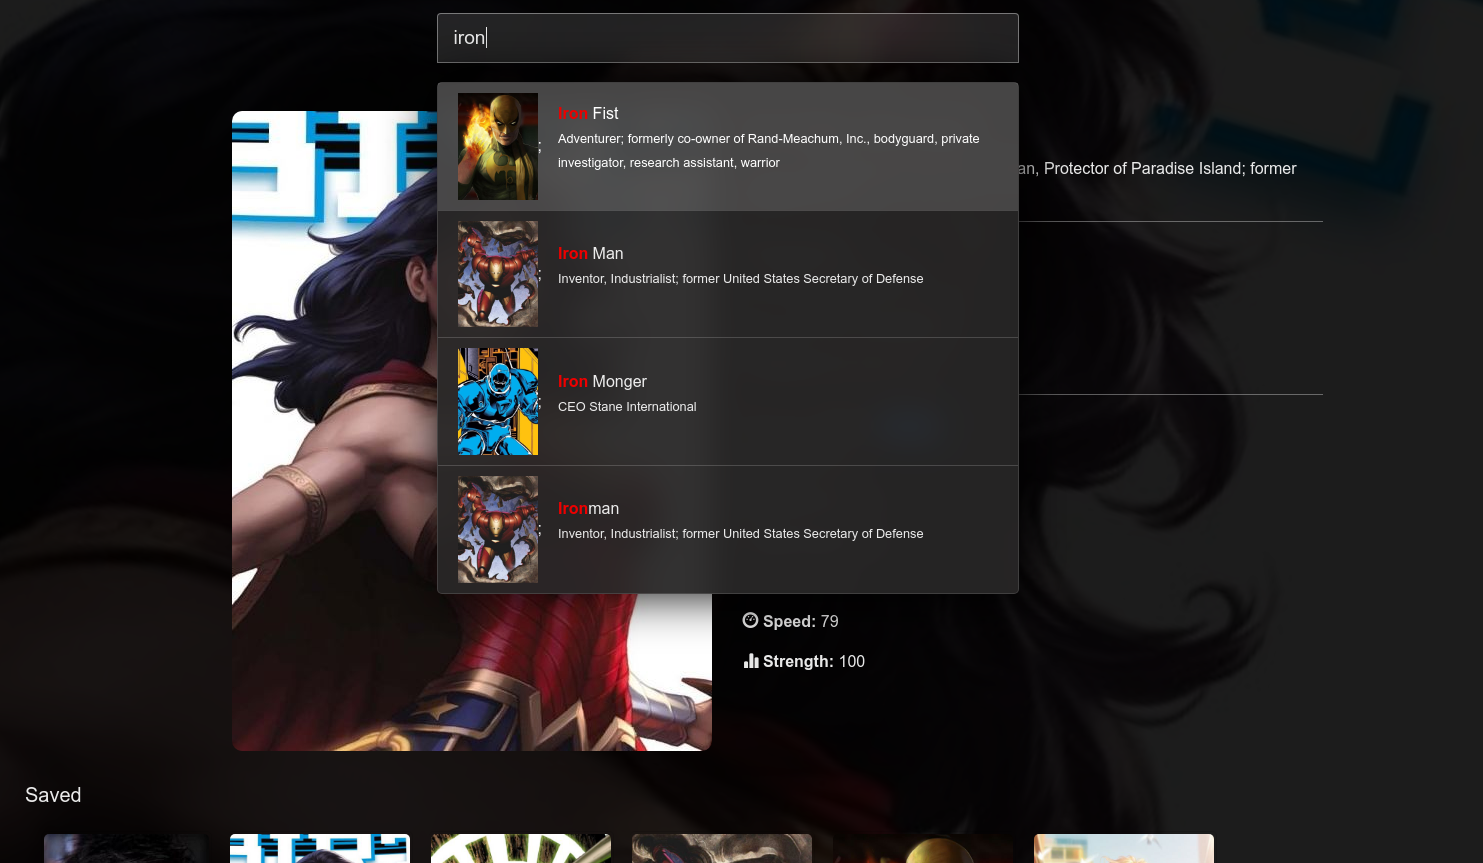 iron
Iron Fist
Adventurer; formerly co-owner of Rand-Meachum, Inc., bodyguard, private
investigator, research assistant, warrior
;
an, Protector of Paradise Island; former
Iron Man
Inventor, Industrialist; former United States Secretary of Defense
;
Iron Monger
CEO Stane International
;
Ironman
Inventor, Industrialist; former United States Secretary of Defense
;
Speed: 79
Strength: 100
Saved